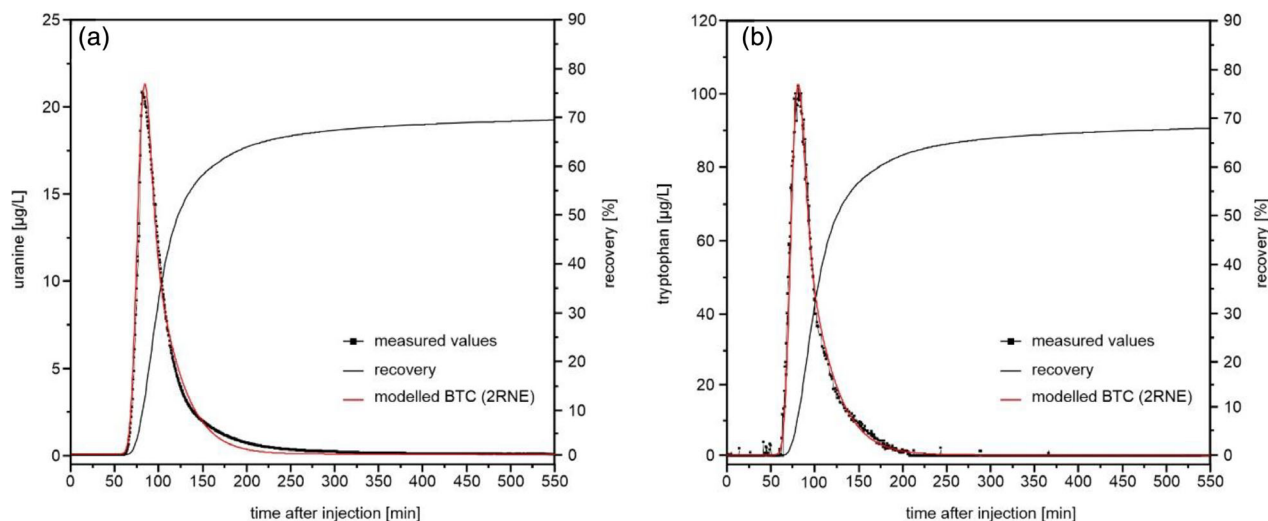 (a)
25
20
15
10
5
0
uranine [µg/L]
90
80
70
60
50
40
30
20
10
0
recovery [%]
measured values
recovery
modelled BTC (2RNE)
0 50 100 150 200 250 300 350 400 450 500 550
time after injection [min]
(b)
120
100
80
60
40
20
0
tryptophan [µg/L]
90
80
70
60
50
40
30
20
10
0
recovery [%]
measured values
recovery
modelled BTC (2RNE)
0 50 100 150 200 250 300 350 400 450 500 550
time after injection [min]